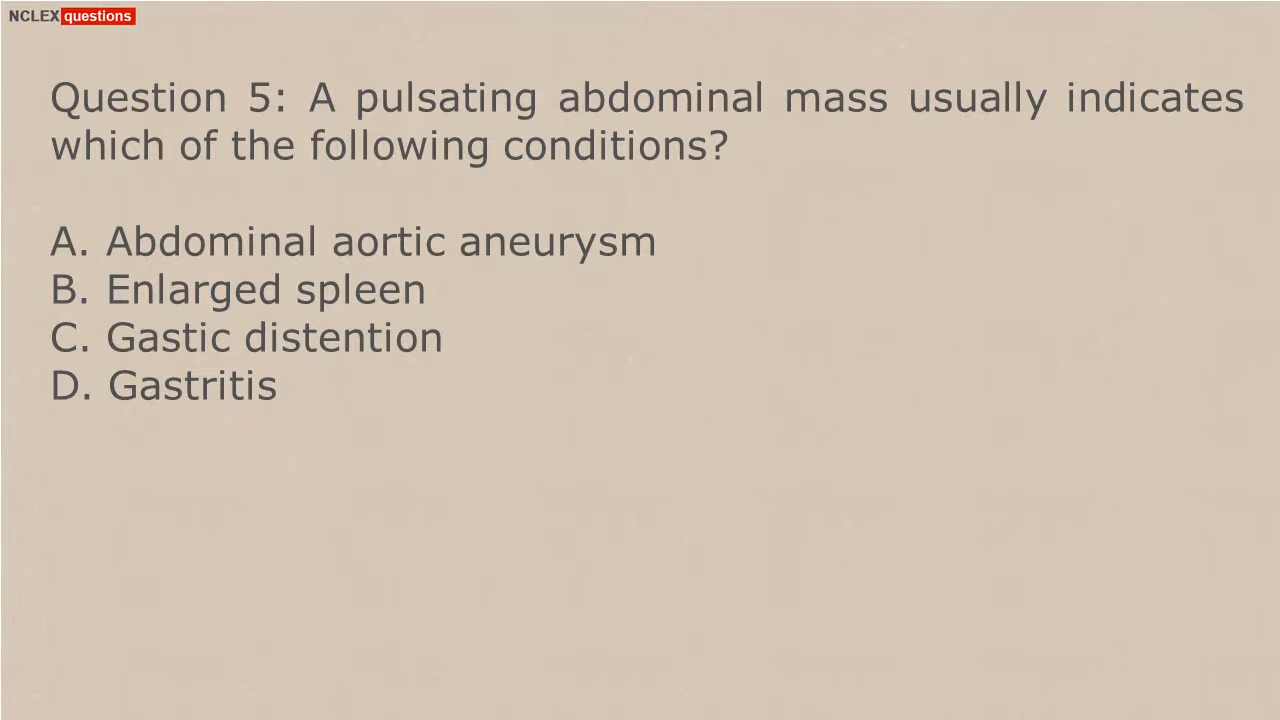 NCLEX questions
Question 5: A pulsating abdominal mass usually indicates
which of the following conditions?
A. Abdominal aortic aneurysm
B. Enlarged spleen
C. Gastic distention
D. Gastritis